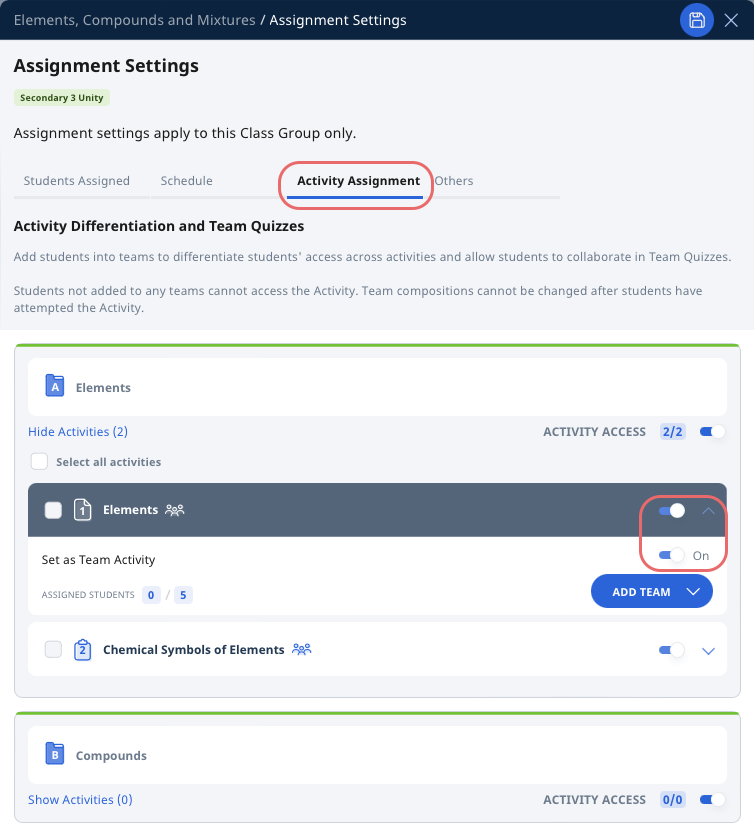 Elements, Compounds and Mixtures / Assignment Settings
Assignment Settings
Secondary 3 Unity
Assignment settings apply to this Class Group only.
Students Assigned Schedule Activity Assignment Others
Activity Differentiation and Team Quizzes
Add students into teams to differentiate students' access across activities and allow students to collaborate in Team Quizzes.
Students not added to any teams cannot access the Activity. Team compositions cannot be changed after students have
attempted the Activity.
A Elements
Hide Activities (2) ACTIVITY ACCESS 2/2
Select all activities
1 Elements
Set as Team Activity On
ASSIGNED STUDENTS 0 / 5 ADD TEAM
2 Chemical Symbols of Elements
B Compounds
Show Activities (0) ACTIVITY ACCESS 0/0